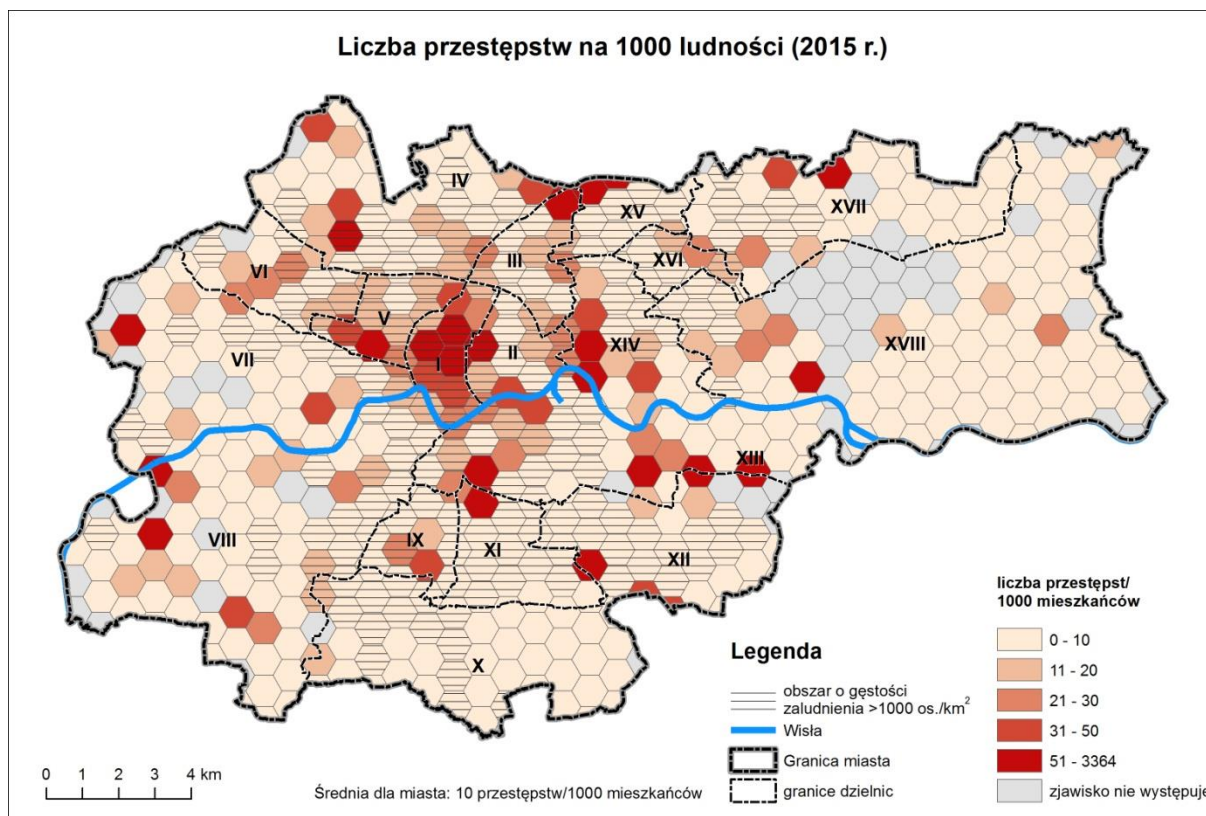 Liczba przestępstw na 1000 ludności (2015 r.)
IV
XV
XVII
III
XVI
VI
V
II
XIV
XVIII
VII
I
XIII
VIII
IX
XI
XII
X
Legenda
obszar o gęstości
zaludnienia >1000 os./km²
Wisła
Granica miasta
granice dzielnic
liczba przestępst/
1000 mieszkańców
0 - 10
11 - 20
21 - 30
31 - 50
51 - 3364
zjawisko nie występuje
0 1 2 3 4 km
Średnia dla miasta: 10 przestępstw/1000 mieszkańców